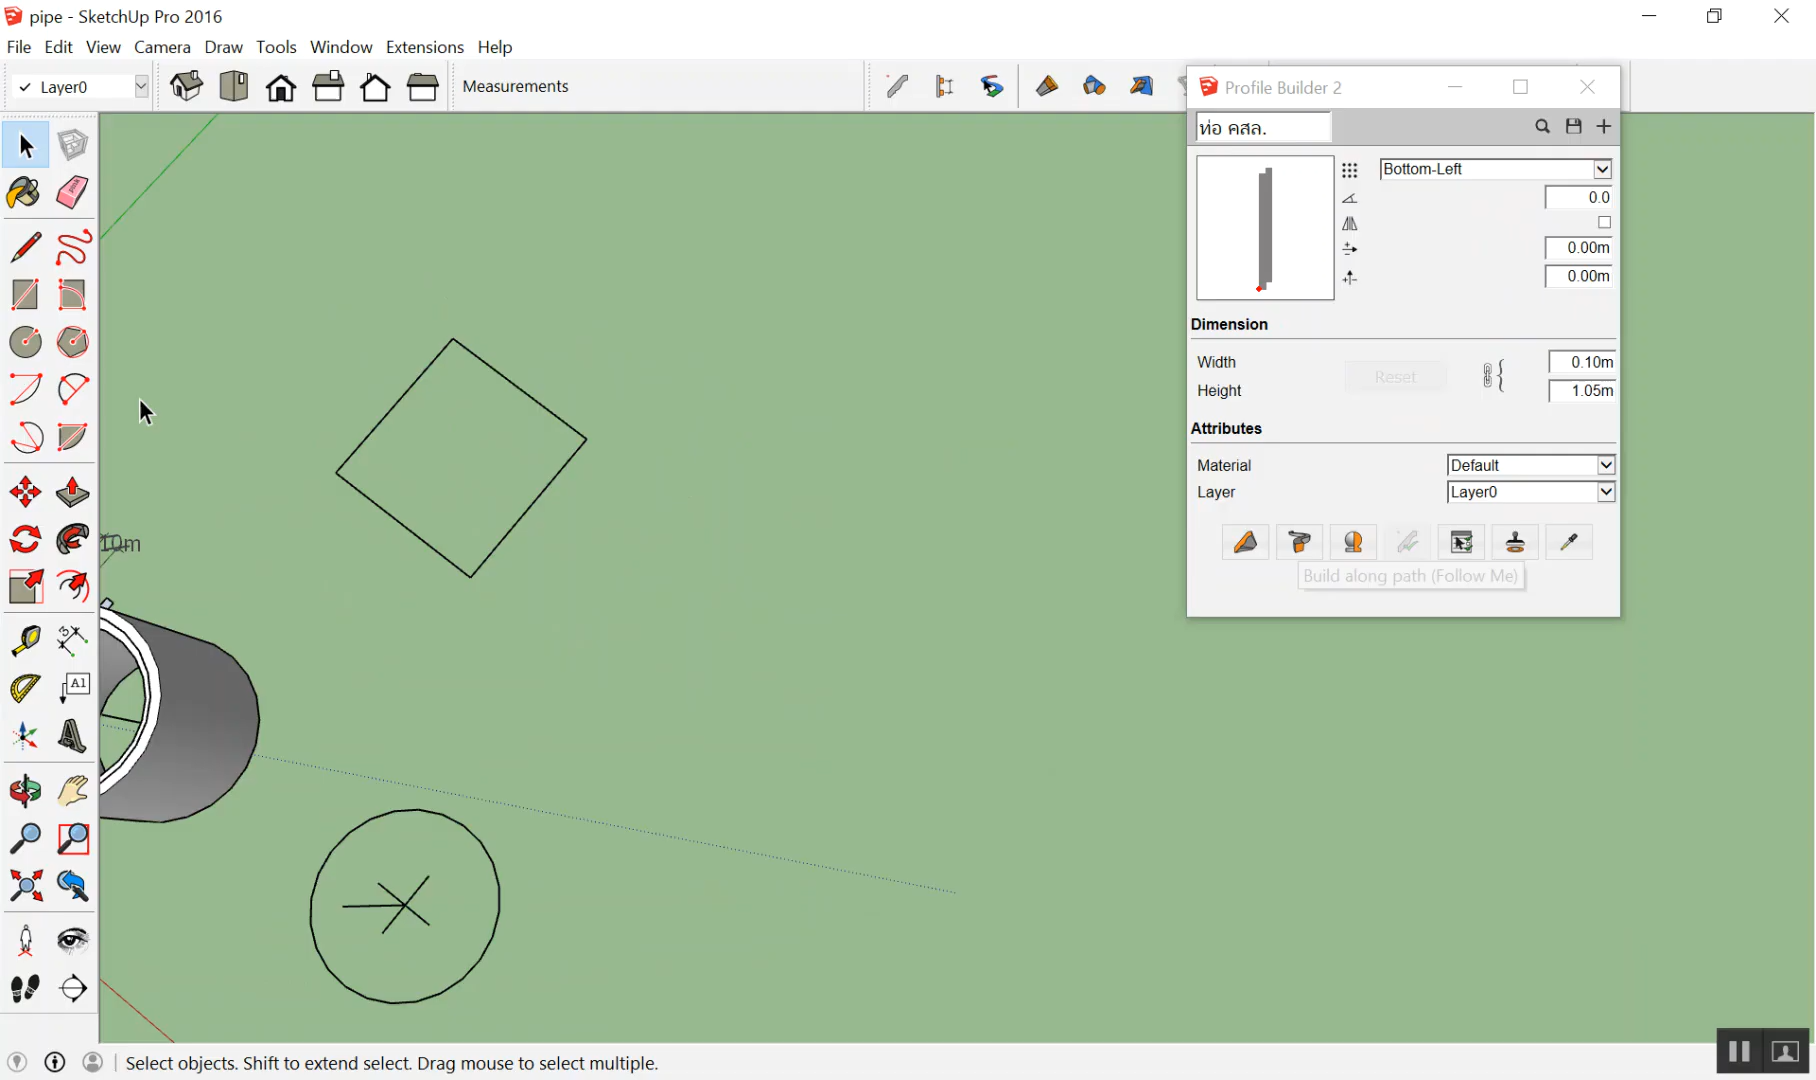 pipe - SketchUp Pro 2016
File Edit View Camera Draw Tools Window Extensions Help
Layer0
Measurements
Profile Builder 2
ท่อ คสล.
Bottom-Left
0.0
0.00m
0.00m
Dimension
Width 0.10m
Reset
Height 1.05m
Attributes
Material Default
Layer Layer0
Build along path (Follow Me)
A1
Select objects. Shift to extend select. Drag mouse to select multiple.